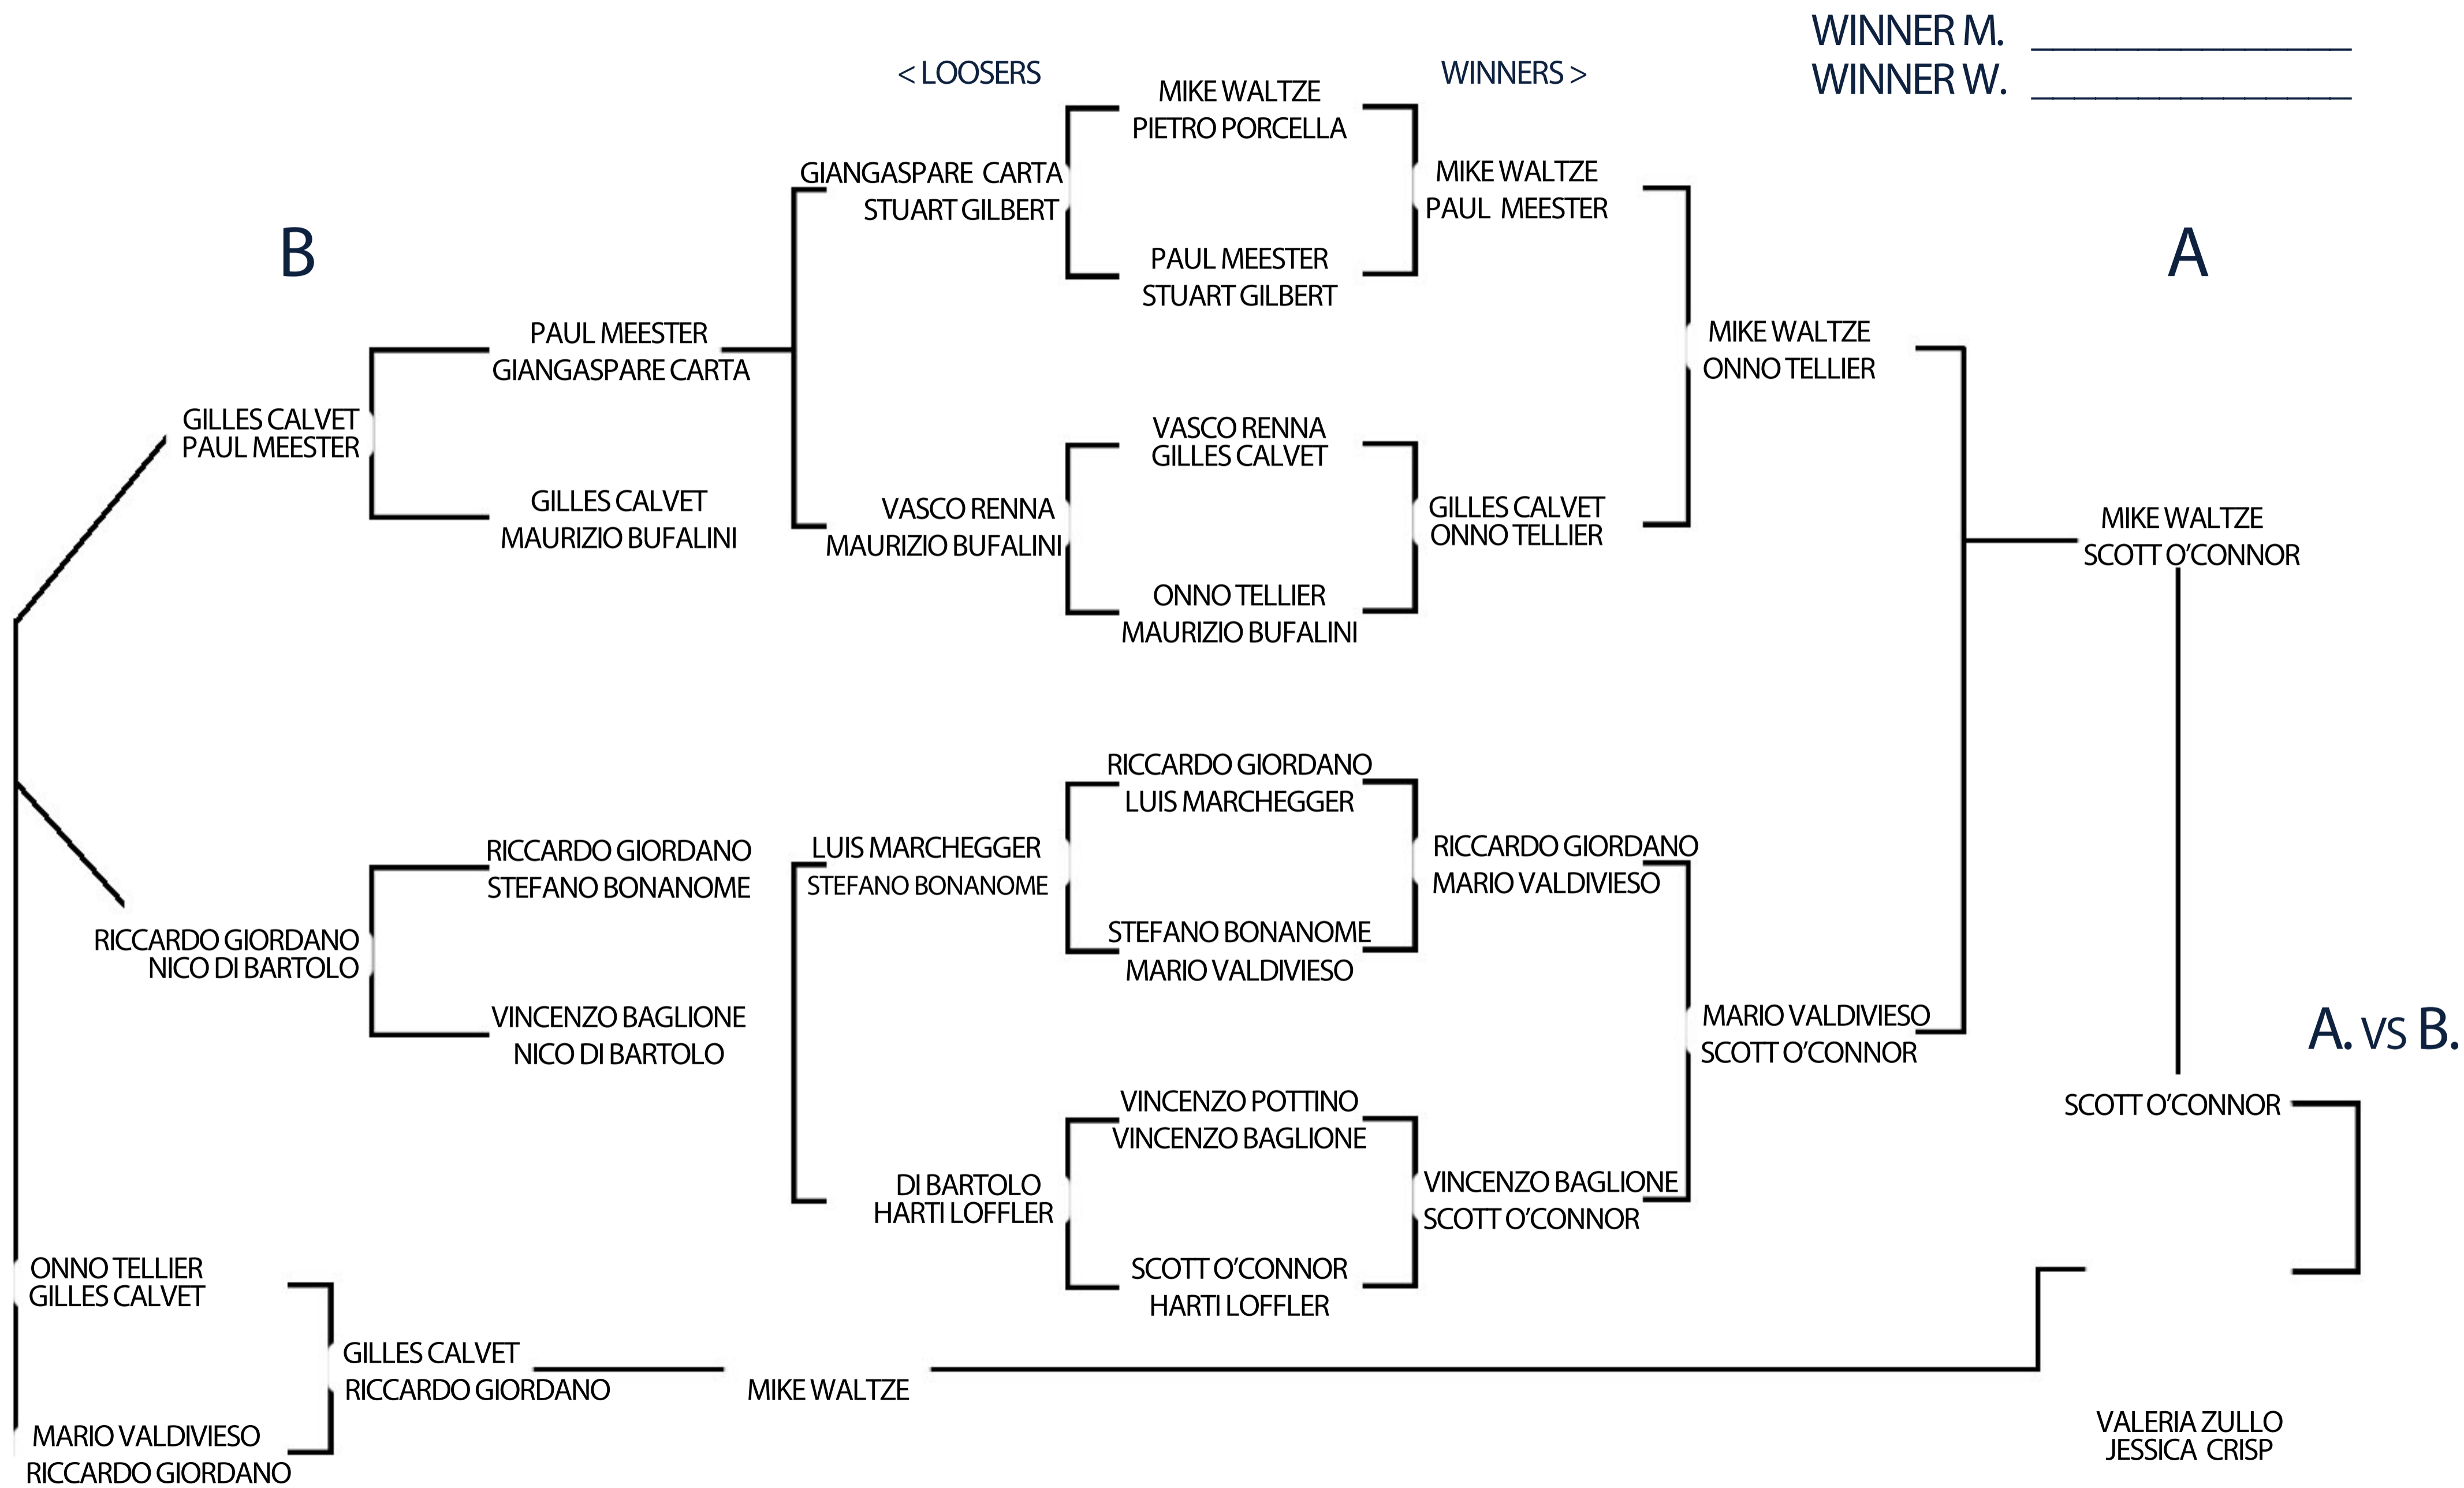 WINNER M. ____________________
WINNER W. ____________________
< LOOSERS
WINNERS >
B
A
GILLES CALVET
PAUL MEESTER
RICCARDO GIORDANO
NICO DI BARTOLO
ONNO TELLIER
GILLES CALVET
MARIO VALDIVIESO
RICCARDO GIORDANO
GILLES CALVET
RICCARDO GIORDANO
MIKE WALTZE
PAUL MEESTER
GIANGASPARE CARTA
GILLES CALVET
MAURIZIO BUFALINI
RICCARDO GIORDANO
STEFANO BONANOME
VINCENZO BAGLIONE
NICO DI BARTOLO
GIANGASPARE CARTA
STUART GILBERT
VASCO RENNA
MAURIZIO BUFALINI
LUIS MARCHEGGER
STEFANO BONANOME
DI BARTOLO
HARTI LOFFLER
MIKE WALTZE
PIETRO PORCELLA
PAUL MEESTER
STUART GILBERT
VASCO RENNA
GILLES CALVET
ONNO TELLIER
MAURIZIO BUFALINI
RICCARDO GIORDANO
LUIS MARCHEGGER
STEFANO BONANOME
MARIO VALDIVIESO
VINCENZO POTTINO
VINCENZO BAGLIONE
SCOTT O'CONNOR
HARTI LOFFLER
MIKE WALTZE
PAUL MEESTER
GILLES CALVET
ONNO TELLIER
RICCARDO GIORDANO
MARIO VALDIVIESO
VINCENZO BAGLIONE
SCOTT O'CONNOR
MIKE WALTZE
ONNO TELLIER
MARIO VALDIVIESO
SCOTT O'CONNOR
MIKE WALTZE
SCOTT O'CONNOR
A. VS B.
SCOTT O'CONNOR
VALERIA ZULLO
JESSICA CRISP